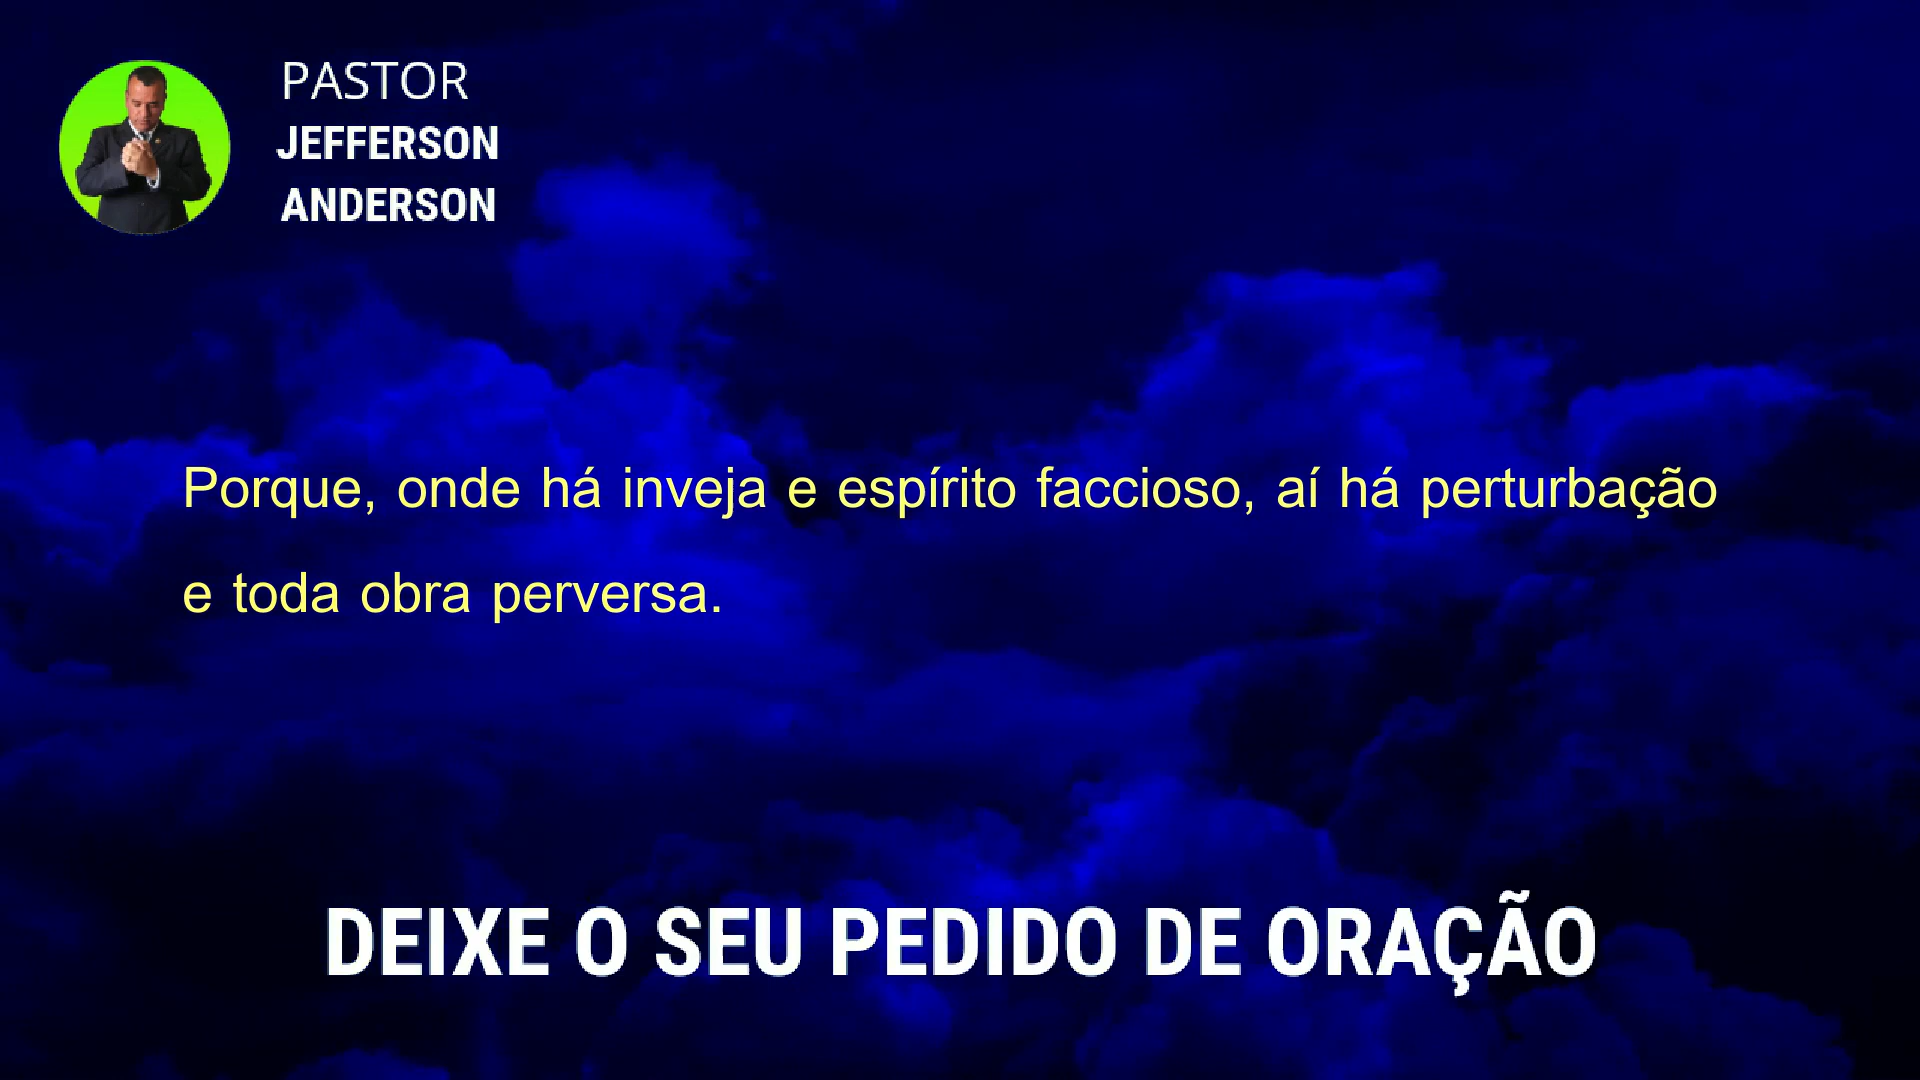 PASTOR
JEFFERSON
ANDERSON
Porque, onde há inveja e espírito faccioso, aí há perturbação
e toda obra perversa.
DEIXE O SEU PEDIDO DE ORAÇÃO